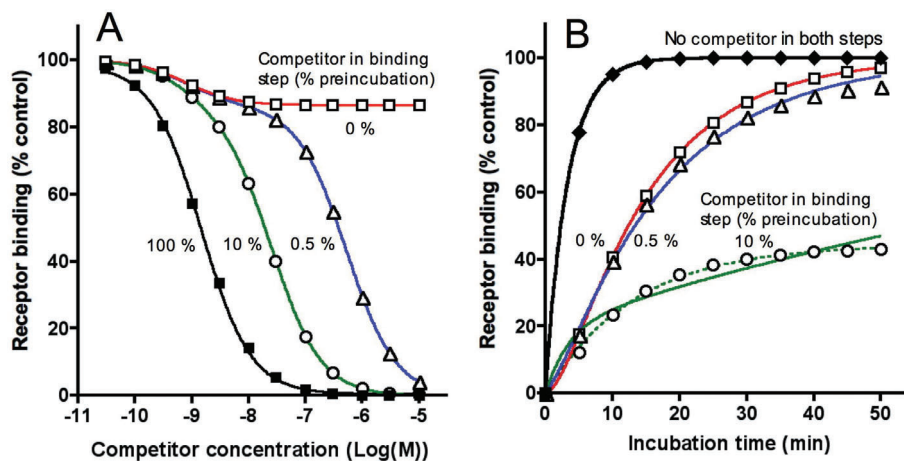 A
Competitor in binding
step (% preincubation)
0 %
100 %
10 %
0.5 %
Receptor binding (% control)
100
80
60
40
20
0
-11
-10
-9
-8
-7
-6
-5
Competitor concentration (Log(M))
B
No competitor in both steps
Competitor in binding
step (% preincubation)
0 %
0.5 %
10 %
Receptor binding (% control)
100
80
60
40
20
0
0
10
20
30
40
50
Incubation time (min)